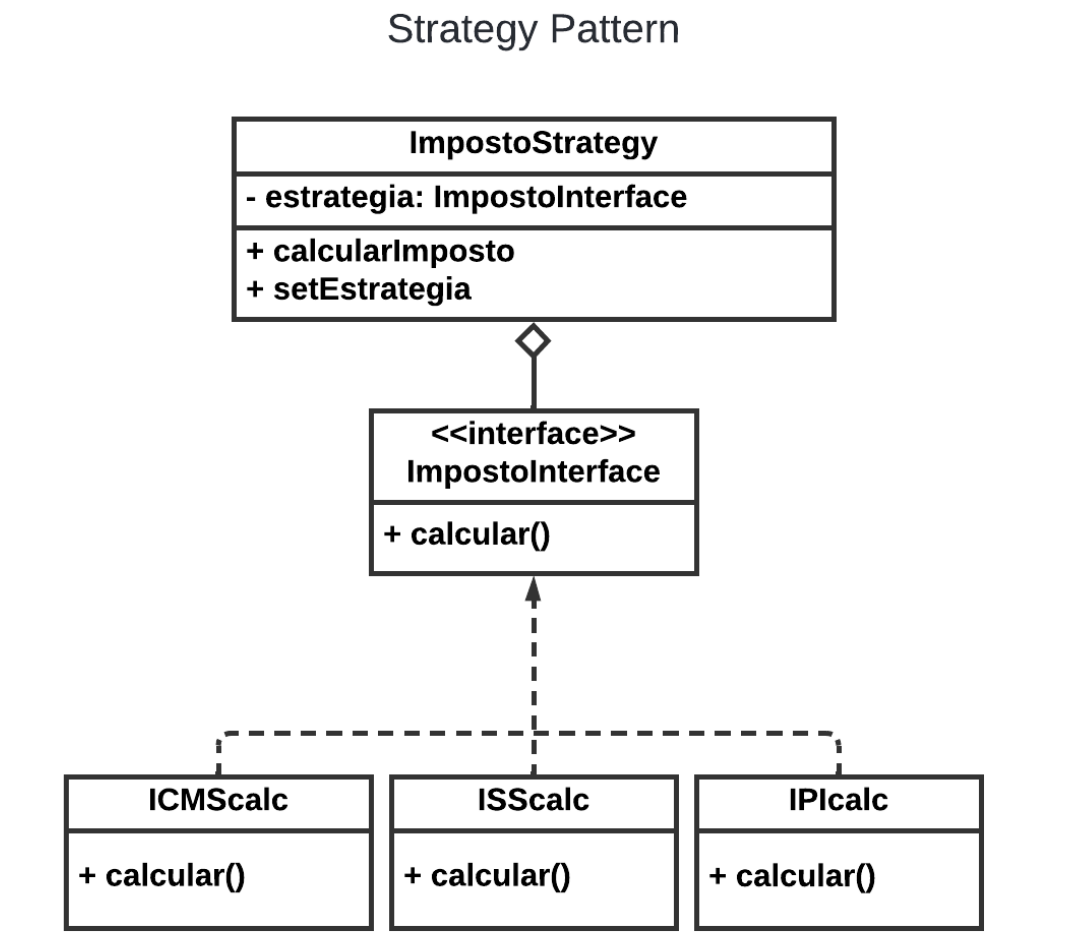 Strategy Pattern
ImpostoStrategy
- estrategia: ImpostoInterface
+ calcularImposto
+ setEstrategia
<<interface>>
ImpostoInterface
+ calcular()
ICMScalc
+ calcular()
ISScalc
+ calcular()
IPIcalc
+ calcular()